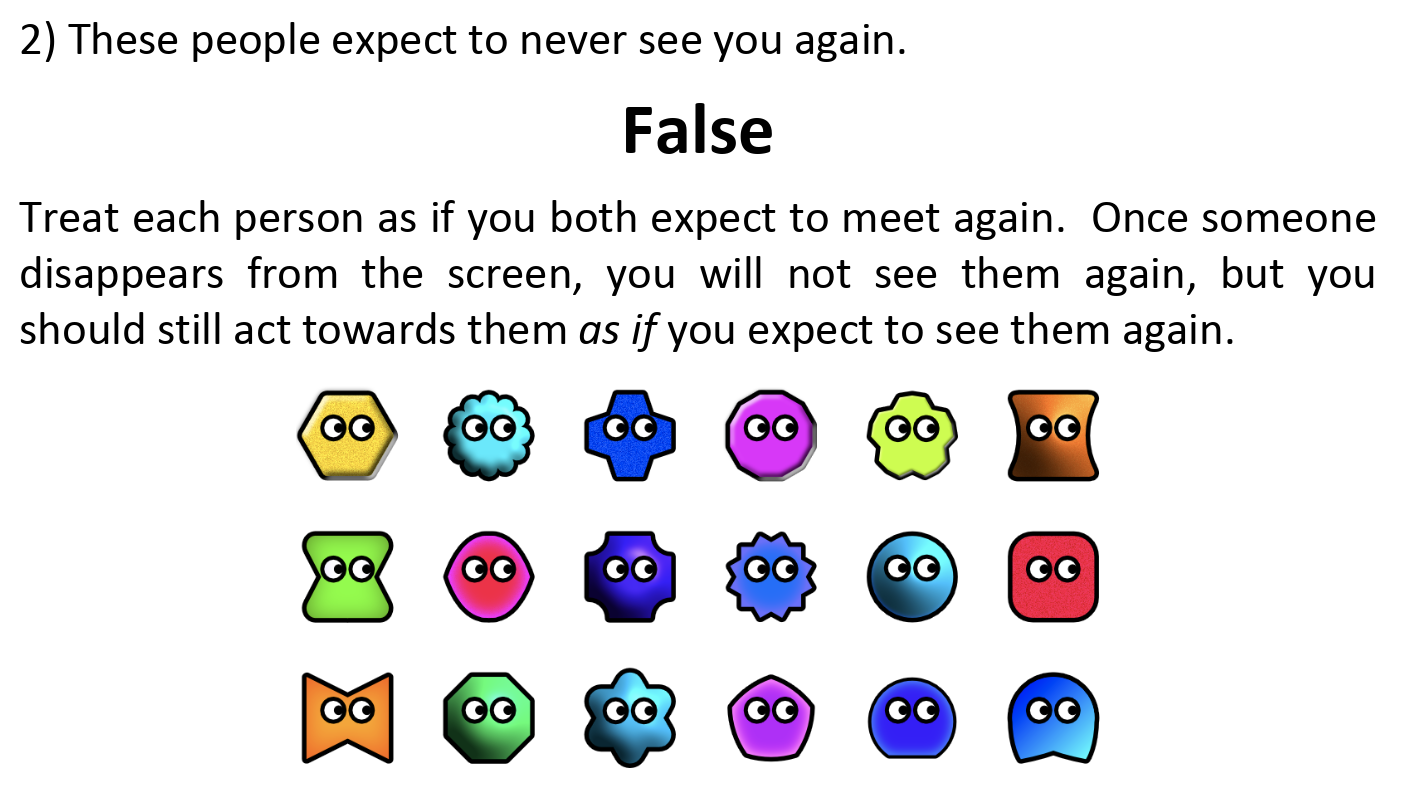 2) These people expect to never see you again.
False
Treat each person as if you both expect to meet again.  Once someone
disappears from the screen, you will not see them again, but you
should still act towards them as if you expect to see them again.